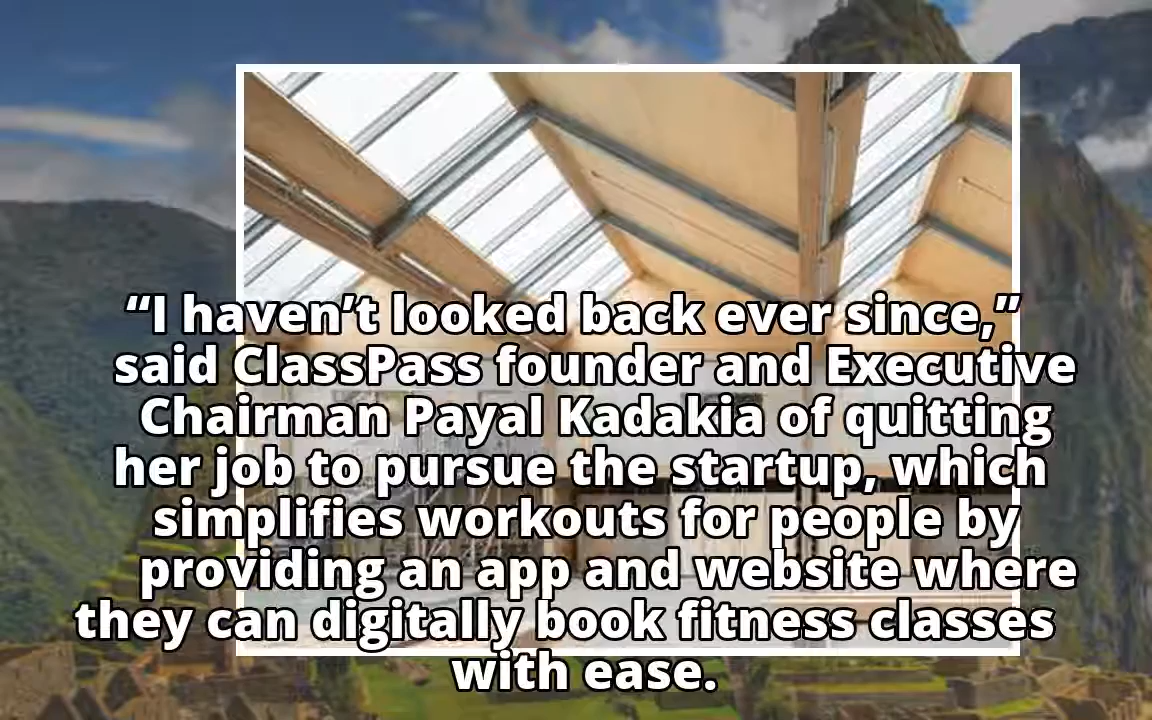 “I haven’t looked back ever since,”
said ClassPass founder and Executive
Chairman Payal Kadakia of quitting
her job to pursue the startup, which
simplifies workouts for people by
providing an app and website where
they can digitally book fitness classes
with ease.